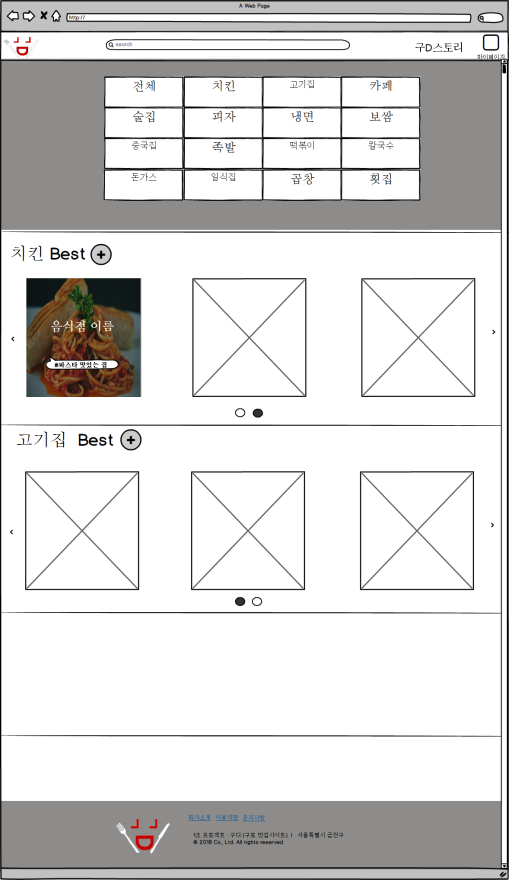 A Web Page
http://
search
구D스토리
마이페이지
전체 치킨 고기집 카페
술집 피자 냉면 보쌈
중국집 족발 떡볶이 칼국수
돈가스 일식집 곱창 횟집
치킨 Best
음식점 이름
#파스타 맛있는 집
고기집 Best
회사소개 이용약관 공지사항
1조 프로젝트 : 구디 (구로 맛집사이트) | 서울특별시 금천구
© 2018 Co., Ltd. All rights reserved.